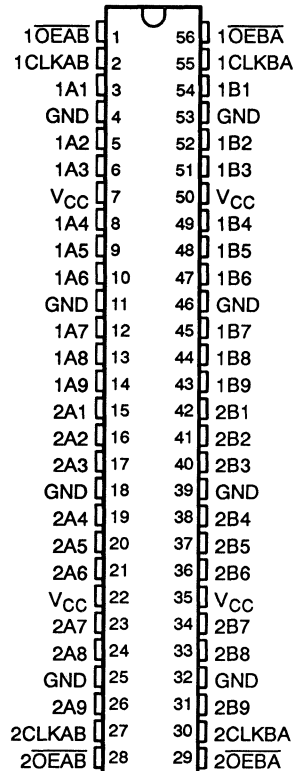 1O̅E̅A̅B̅ 1 56 1O̅E̅B̅A̅
1CLKAB 2 55 1CLKBA
1A1 3 54 1B1
GND 4 53 GND
1A2 5 52 1B2
1A3 6 51 1B3
VCC 7 50 VCC
1A4 8 49 1B4
1A5 9 48 1B5
1A6 10 47 1B6
GND 11 46 GND
1A7 12 45 1B7
1A8 13 44 1B8
1A9 14 43 1B9
2A1 15 42 2B1
2A2 16 41 2B2
2A3 17 40 2B3
GND 18 39 GND
2A4 19 38 2B4
2A5 20 37 2B5
2A6 21 36 2B6
VCC 22 35 VCC
2A7 23 34 2B7
2A8 24 33 2B8
GND 25 32 GND
2A9 26 31 2B9
2CLKAB 27 30 2CLKBA
2O̅E̅A̅B̅ 28 29 2O̅E̅B̅A̅